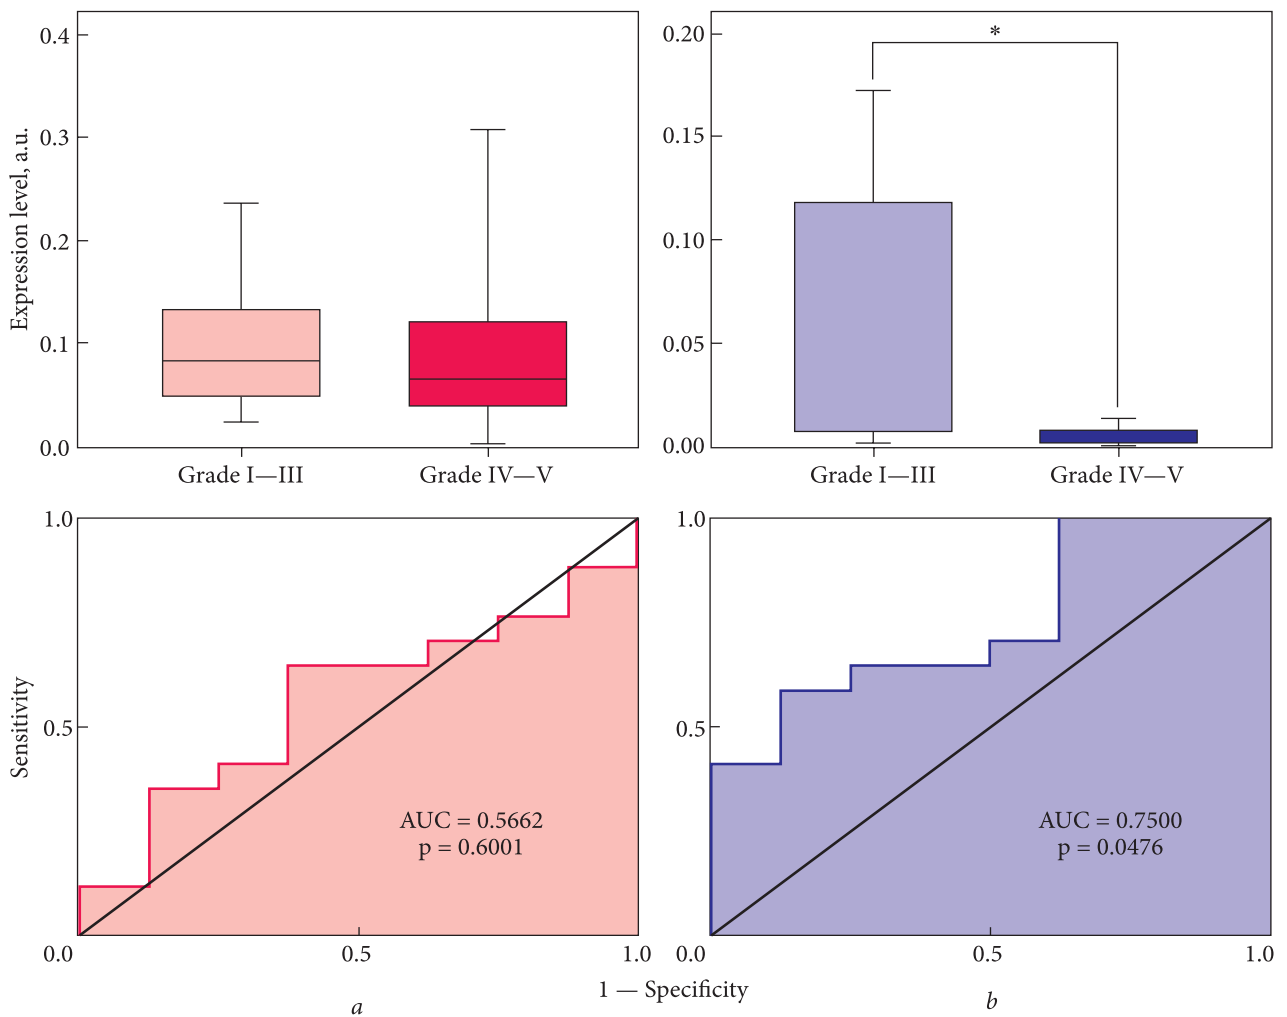 Expression level, a.u.
0.4
0.3
0.2
0.1
0.0
Grade I—III
Grade IV—V
0.20
0.15
0.10
0.05
0.00
*
Grade I—III
Grade IV—V
Sensitivity
1.0
0.5
0.0
0.5
1.0
AUC = 0.5662
p = 0.6001
1.0
0.5
0.0
0.5
1.0
AUC = 0.7500
p = 0.0476
1 — Specificity
a
b